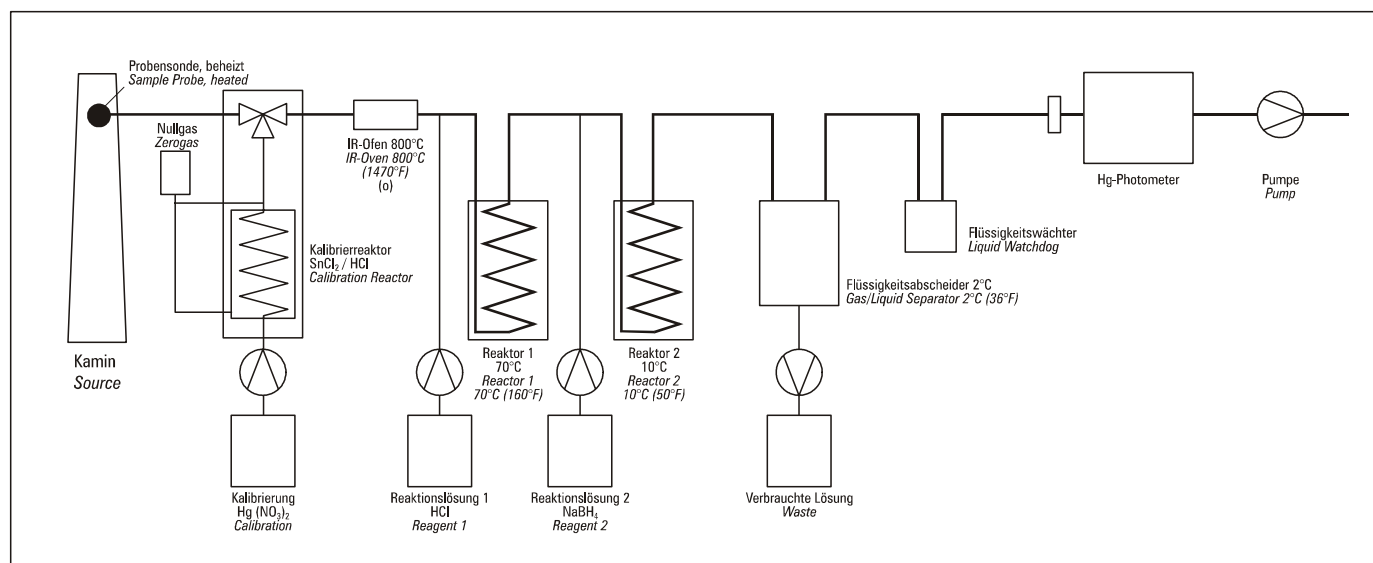 Probensonde, beheizt
Sample Probe, heated
Nullgas
Zerogas
IR-Ofen 800°C
IR-Oven 800°C
(1470°F)
(o)
Hg-Photometer
Pumpe
Pump
Kalibrierreaktor
SnCl₂ / HCl
Calibration Reactor
Flüssigkeitswächter
Liquid Watchdog
Flüssigkeitsabscheider 2°C
Gas/Liquid Separator 2°C (36°F)
Kamin
Source
Reaktor 1
70°C
Reactor 1
70°C (160°F)
Reaktor 2
10°C
Reactor 2
10°C (50°F)
Kalibrierung
Hg (NO₃)₂
Calibration
Reaktionslösung 1
HCl
Reagent 1
Reaktionslösung 2
NaBH₄
Reagent 2
Verbrauchte Lösung
Waste